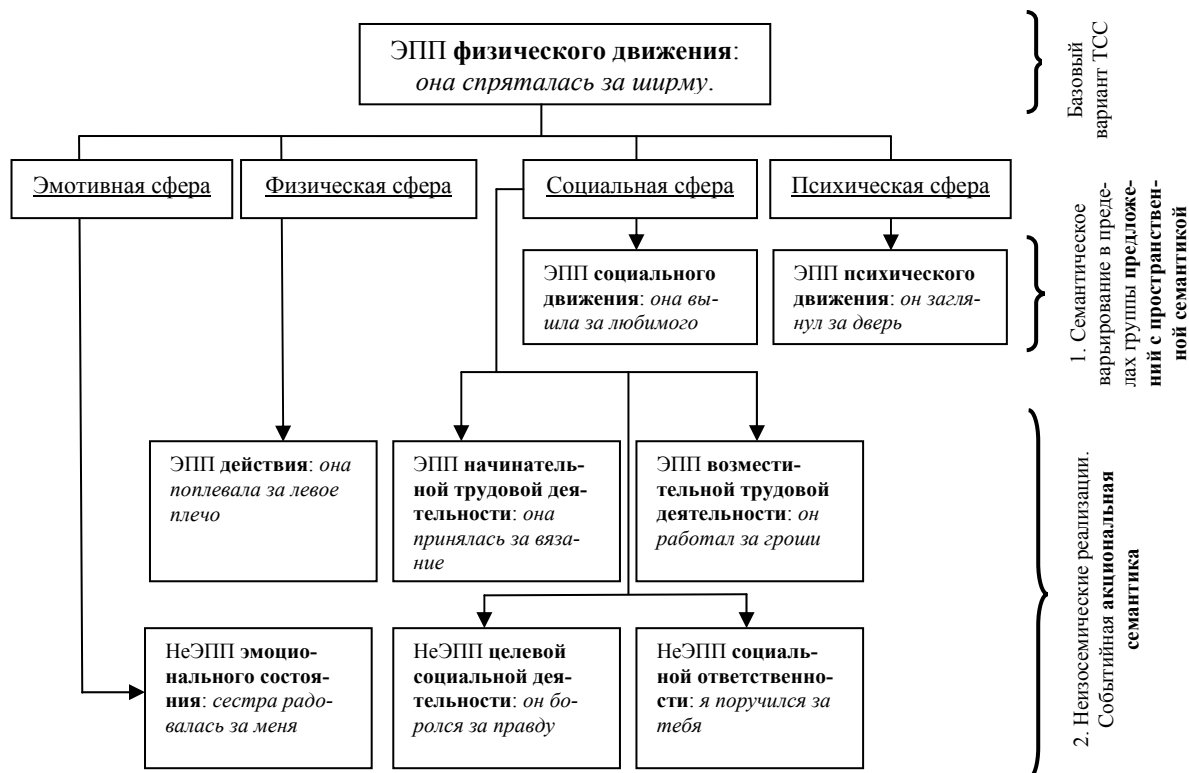 ЭПП физического движения:
она спряталась за ширму.
Базовый
вариант ТСС
Эмотивная сфера
Физическая сфера
Социальная сфера
Психическая сфера
ЭПП социального
движения: она вы-
шла за любимого
ЭПП психического
движения: он загля-
нул за дверь
1. Семантическое
варьирование в преде-
лах группы предложе-
ний с пространствен-
ной семантикой
ЭПП действия: она
поплевала за левое
плечо
ЭПП начинатель-
ной трудовой дея-
тельности: она
принялась за вяза-
ние
ЭПП возмести-
тельной трудовой
деятельности: он
работал за гроши
НеЭПП эмоцио-
нального состоя-
ния: сестра радо-
валась за меня
НеЭПП целевой
социальной дея-
тельности: он бо-
ролся за правду
НеЭПП социаль-
ной ответственно-
сти: я поручился за
тебя
2. Неизосемические реализации.
Событийная акциональная
семантика